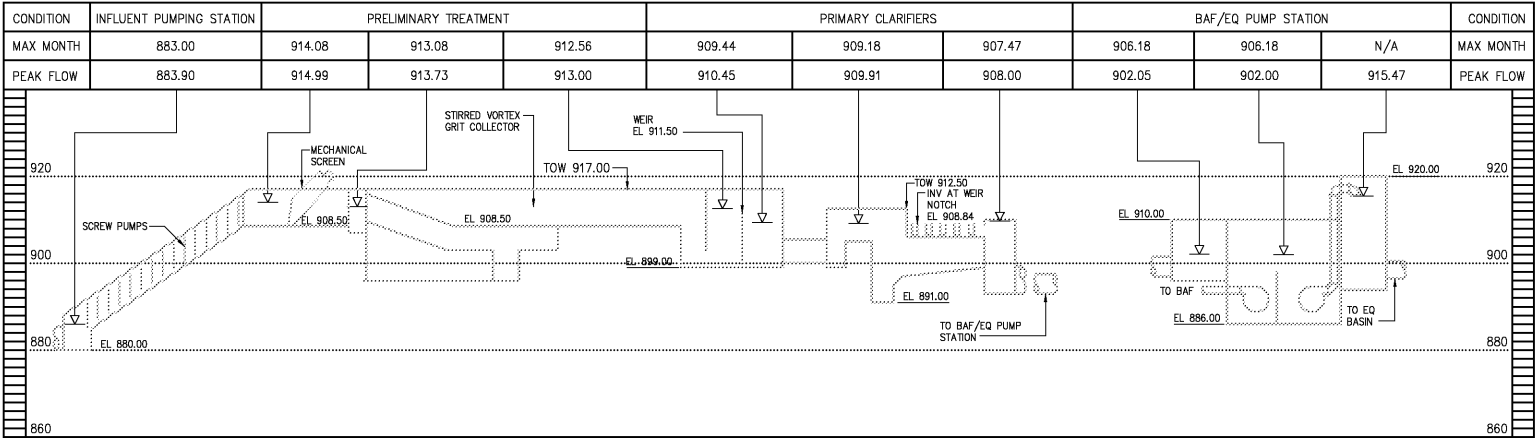 CONDITION INFLUENT PUMPING STATION PRELIMINARY TREATMENT PRIMARY CLARIFIERS BAF/EQ PUMP STATION CONDITION
MAX MONTH 883.00 914.08 913.08 912.56 909.44 909.18 907.47 906.18 906.18 N/A MAX MONTH
PEAK FLOW 883.90 914.99 913.73 913.00 910.45 909.91 908.00 902.05 902.00 915.47 PEAK FLOW
STIRRED VORTEX
GRIT COLLECTOR
WEIR
EL 911.50
MECHANICAL
SCREEN
920
TOW 917.00
EL 920.00
920
TOW 912.50
INV AT WEIR
NOTCH
EL 908.84
SCREW PUMPS
EL 908.50
EL 908.50
EL 910.00
900
EL 899.00
900
EL 891.00
TO BAF
TO EQ
BASIN
EL 886.00
TO BAF/EQ PUMP
STATION
880
EL 880.00
880
860
860